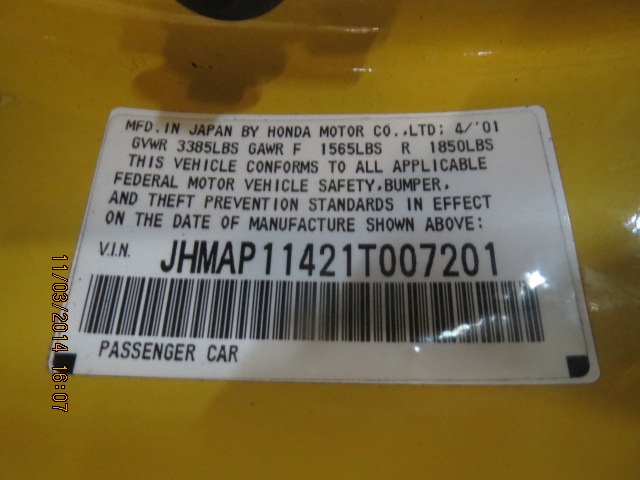 MFD. IN JAPAN BY HONDA MOTOR CO.,LTD: 4/'01
GVWR 3385LBS GAWR F 1565LBS R 1850LBS
THIS VEHICLE CONFORMS TO ALL APPLICABLE
FEDERAL MOTOR VEHICLE SAFETY,BUMPER,
AND THEFT PREVENTION STANDARDS IN EFFECT
ON THE DATE OF MANUFACTURE SHOWN ABOVE:
V.I.N. JHMAP11421T007201
PASSENGER CAR
11/03/2014 16:07